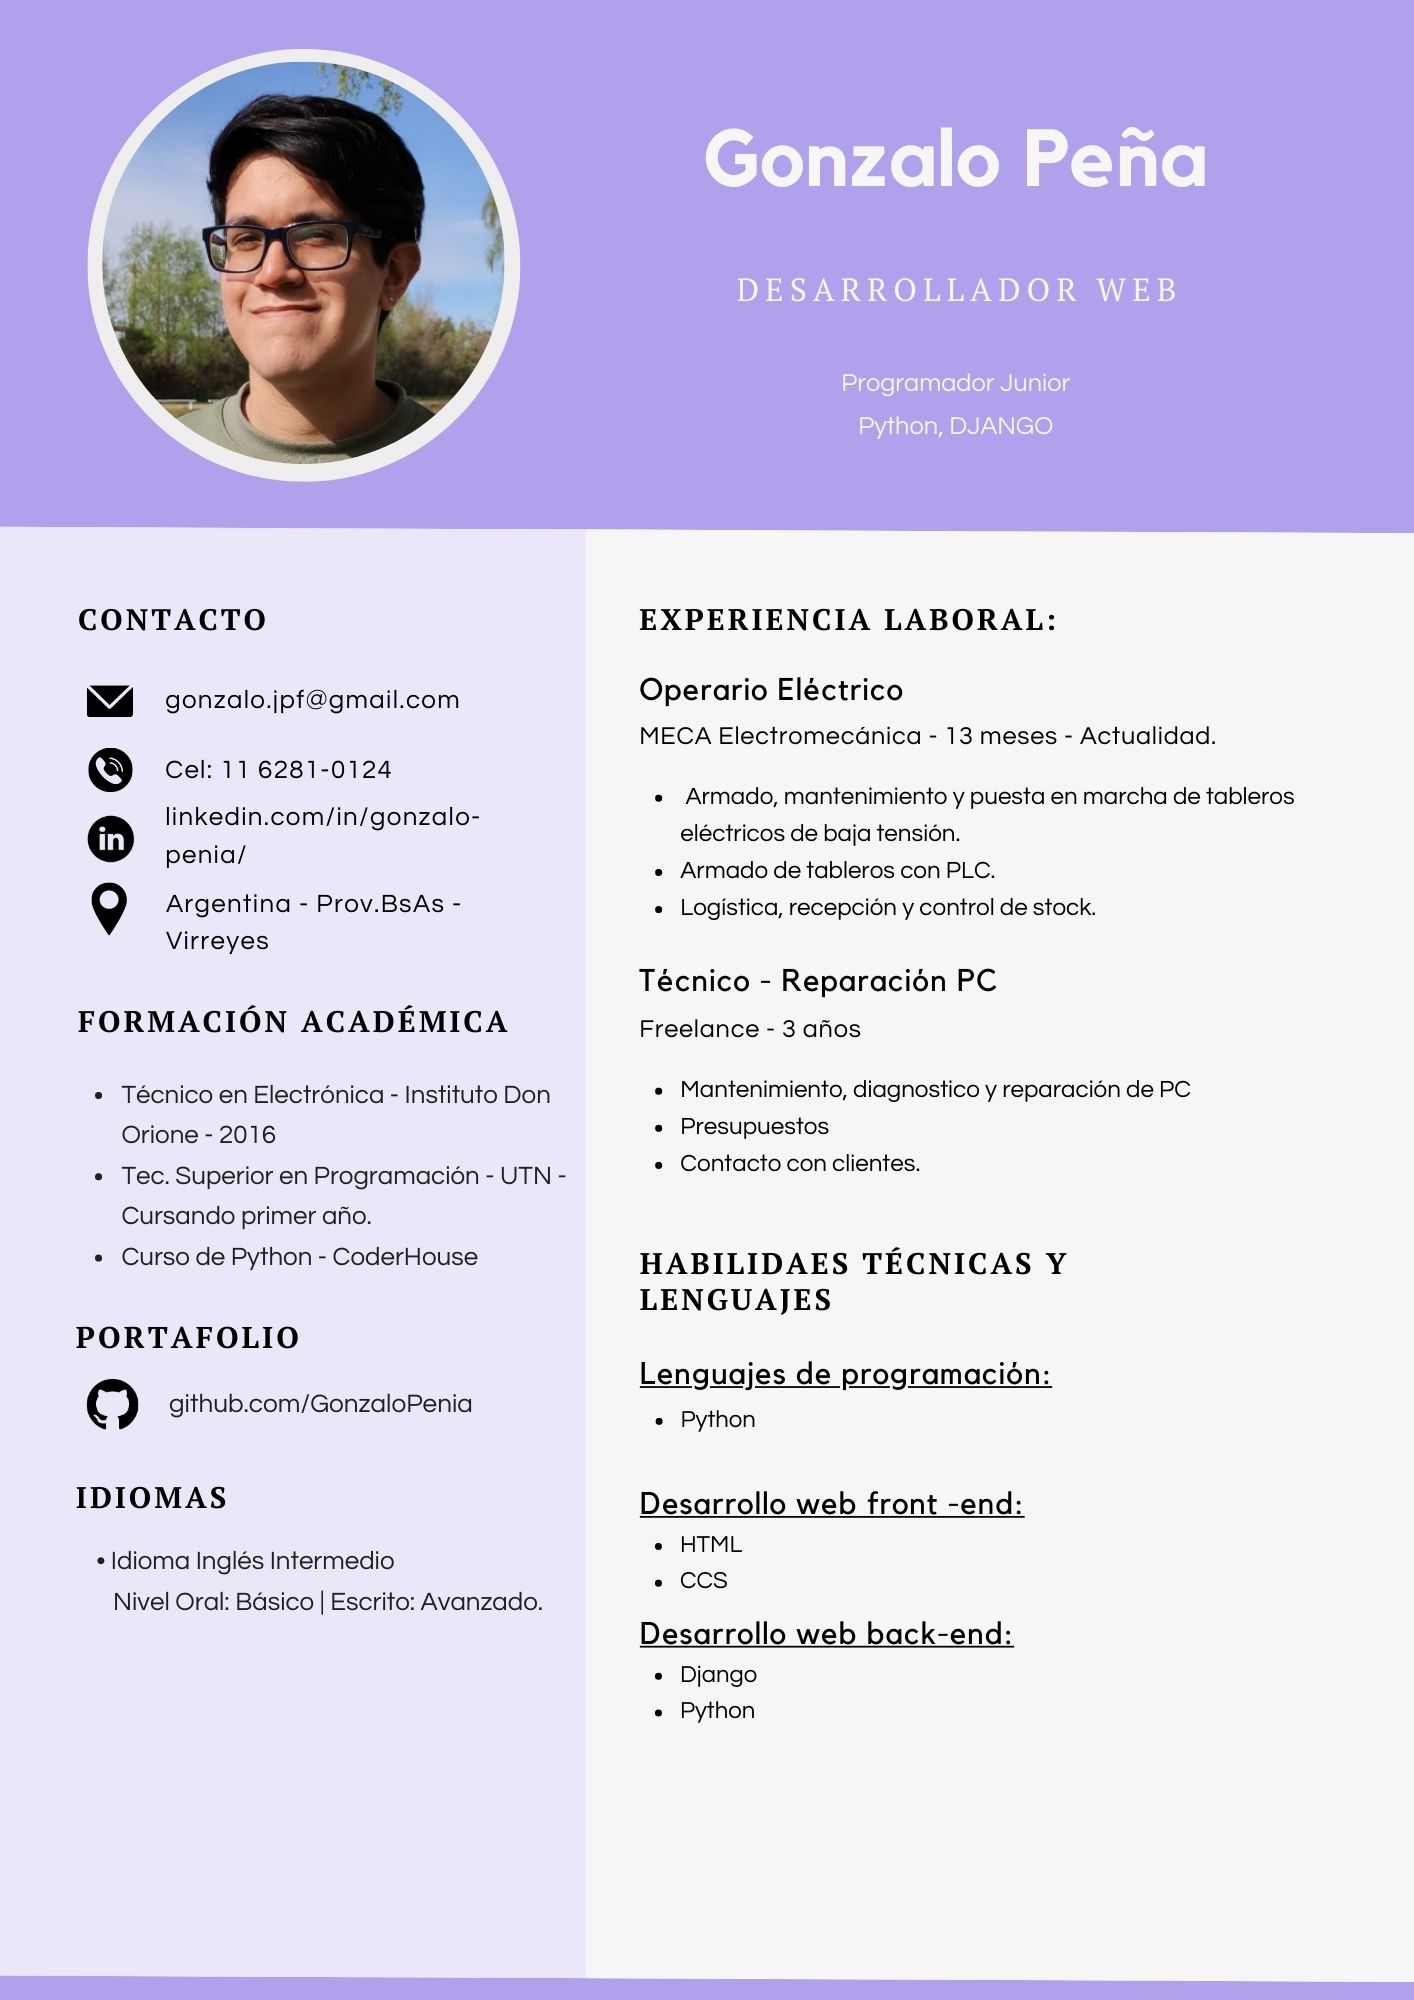 Gonzalo Peña
DESARROLLADOR WEB
Programador Junior
Python, DJANGO
CONTACTO
gonzalo.jpf@gmail.com
Cel: 11 6281-0124
linkedin.com/in/gonzalo-
penia/
Argentina - Prov.BsAs -
Virreyes
FORMACIÓN ACADÉMICA
• Técnico en Electrónica - Instituto Don
Orione - 2016
• Tec. Superior en Programación - UTN -
Cursando primer año.
• Curso de Python - CoderHouse
PORTAFOLIO
github.com/GonzaloPenia
IDIOMAS
• Idioma Inglés Intermedio
Nivel Oral: Básico | Escrito: Avanzado.
EXPERIENCIA LABORAL:
Operario Eléctrico
MECA Electromecánica - 13 meses - Actualidad.
• Armado, mantenimiento y puesta en marcha de tableros
eléctricos de baja tensión.
• Armado de tableros con PLC.
• Logística, recepción y control de stock.
Técnico - Reparación PC
Freelance - 3 años
• Mantenimiento, diagnostico y reparación de PC
• Presupuestos
• Contacto con clientes.
HABILIDAES TÉCNICAS Y
LENGUAJES
Lenguajes de programación:
• Python
Desarrollo web front -end:
• HTML
• CCS
Desarrollo web back-end:
• Django
• Python